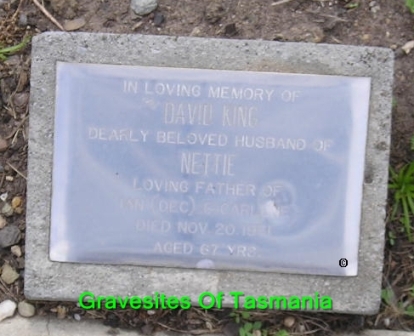 IN LOVING MEMORY OF
DAVID KING
DEARLY BELOVED HUSBAND OF
NETTIE
LOVING FATHER OF
(DEC) &
DIED NOV. 20
AGED 67 YRS
©
Gravesites Of Tasmania